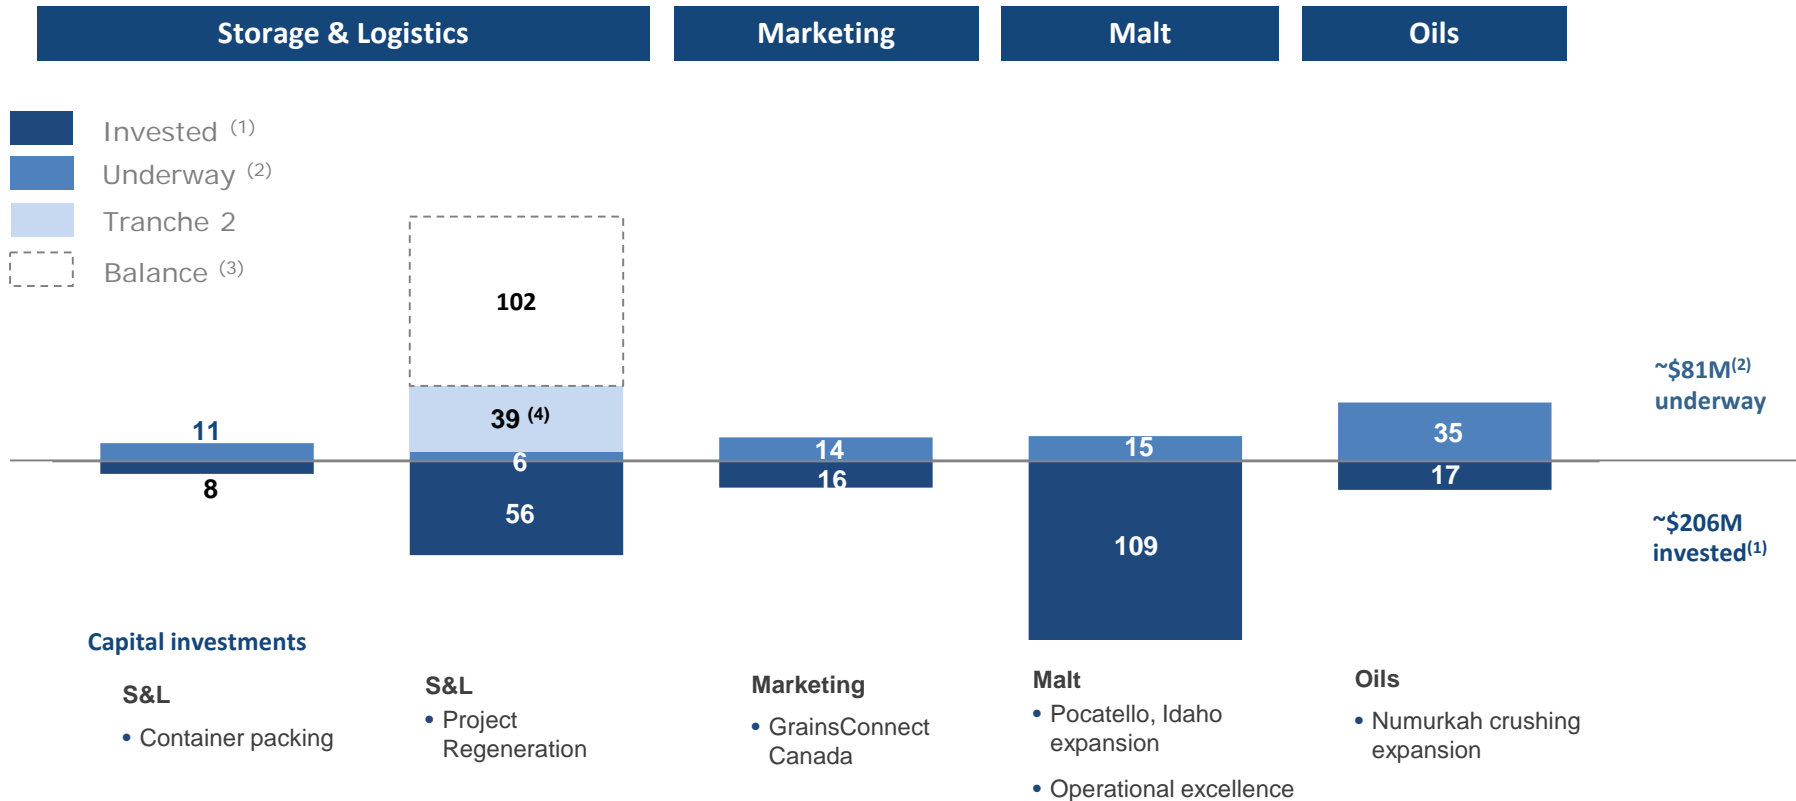 Storage & Logistics
Marketing
Malt
Oils
Invested (1)
Underway (2)
Tranche 2
Balance (3)
102
39 (4)
11
6
14
15
35
8
56
16
109
17
~$81M(2)
underway
~$206M
invested(1)
Capital investments
S&L
• Container packing
S&L
• Project
Regeneration
Marketing
• GrainsConnect
Canada
Malt
• Pocatello, Idaho
expansion
• Operational excellence
Oils
• Numurkah crushing
expansion